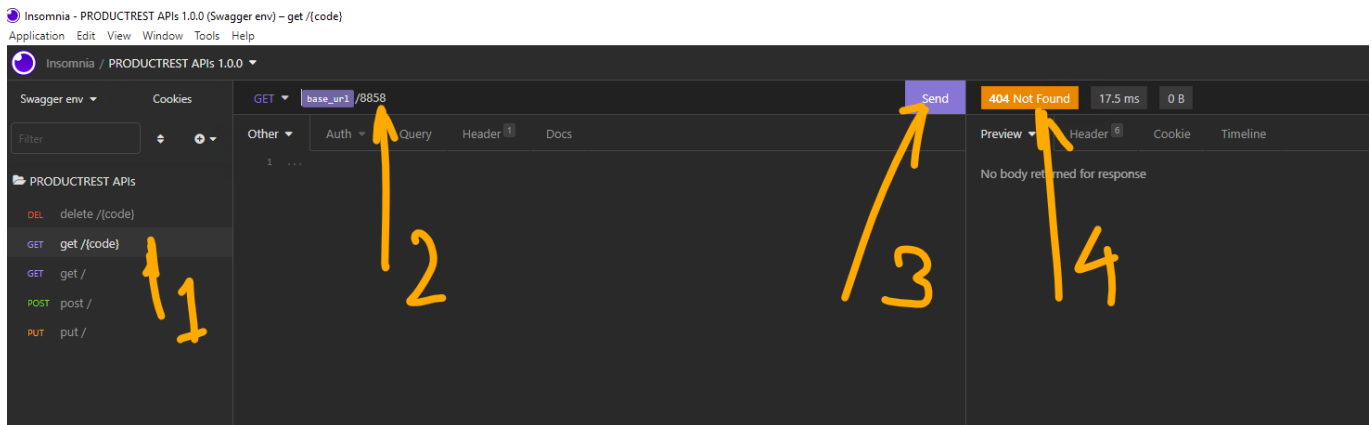 Insomnia - PRODUCTREST APIs 1.0.0 (Swagger env) – get /{code}
Application Edit View Window Tools Help
Insomnia / PRODUCTREST APIs 1.0.0
Swagger env Cookies
GET base_url /8858 Send
404 Not Found 17.5 ms 0 B
Filter
Other Auth Query Header 1 Docs
Preview Header 6 Cookie Timeline
1 ...
No body returned for response
PRODUCTREST APIs
DEL delete /{code}
GET get /{code}
GET get /
POST post /
PUT put /
1
2
3
4